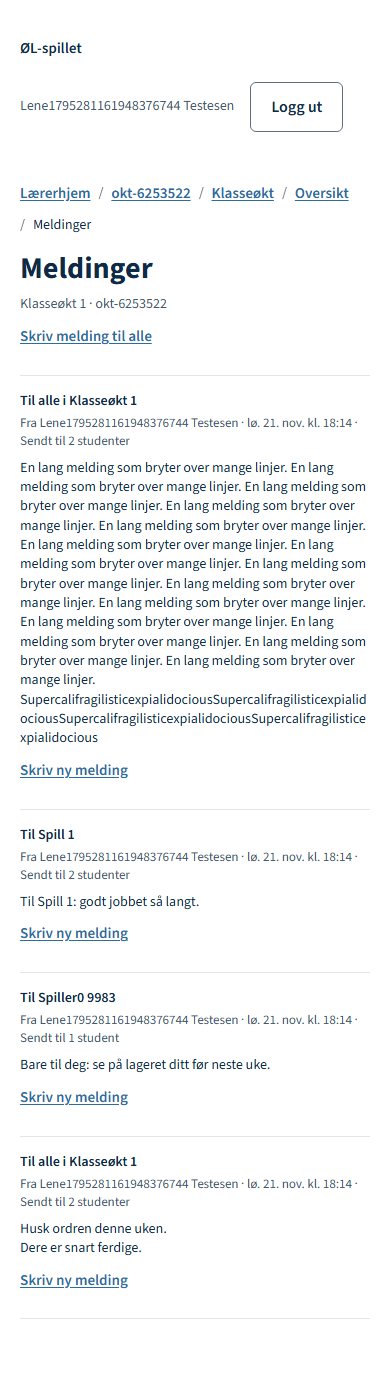 ØL-spillet
Lene1795281161948376744 Testesen
Logg ut
Lærerhjem / okt-6253522 / Klasseøkt / Oversikt
/ Meldinger
Meldinger
Klasseøkt 1 · okt-6253522
Skriv melding til alle
Til alle i Klasseøkt 1
Fra Lene1795281161948376744 Testesen · lø. 21. nov. kl. 18:14 ·
Sendt til 2 studenter
En lang melding som bryter over mange linjer. En lang
melding som bryter over mange linjer. En lang melding som
bryter over mange linjer. En lang melding som bryter over
mange linjer. En lang melding som bryter over mange linjer.
En lang melding som bryter over mange linjer. En lang
melding som bryter over mange linjer. En lang melding som
bryter over mange linjer. En lang melding som bryter over
mange linjer. En lang melding som bryter over mange linjer.
En lang melding som bryter over mange linjer. En lang
melding som bryter over mange linjer. En lang melding som
bryter over mange linjer. En lang melding som bryter over
mange linjer.
SupercalifragilisticexpialidociousSupercalifragilisticexpialid
ociousSupercalifragilisticexpialidociousSupercalifragilistice
xpialidocious
Skriv ny melding
Til Spill 1
Fra Lene1795281161948376744 Testesen · lø. 21. nov. kl. 18:14 ·
Sendt til 2 studenter
Til Spill 1: godt jobbet så langt.
Skriv ny melding
Til Spiller0 9983
Fra Lene1795281161948376744 Testesen · lø. 21. nov. kl. 18:14 ·
Sendt til 1 student
Bare til deg: se på lageret ditt før neste uke.
Skriv ny melding
Til alle i Klasseøkt 1
Fra Lene1795281161948376744 Testesen · lø. 21. nov. kl. 18:14 ·
Sendt til 2 studenter
Husk ordren denne uken.
Dere er snart ferdige.
Skriv ny melding